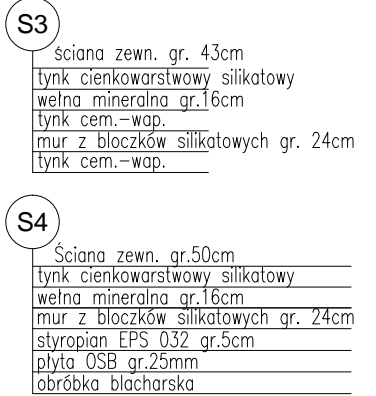 S3
ściana zewn. gr. 43cm
tynk cienkowarstwowy silikatowy
wełna mineralna gr.16cm
tynk cem.-wap.
mur z bloczków silikatowych gr. 24cm
tynk cem.-wap.
S4
Ściana zewn. gr.50cm
tynk cienkowarstwowy silikatowy
wełna mineralna gr.16cm
mur z bloczków silikatowych gr. 24cm
styropian EPS 032 gr.5cm
płyta OSB gr.25mm
obróbka blacharska